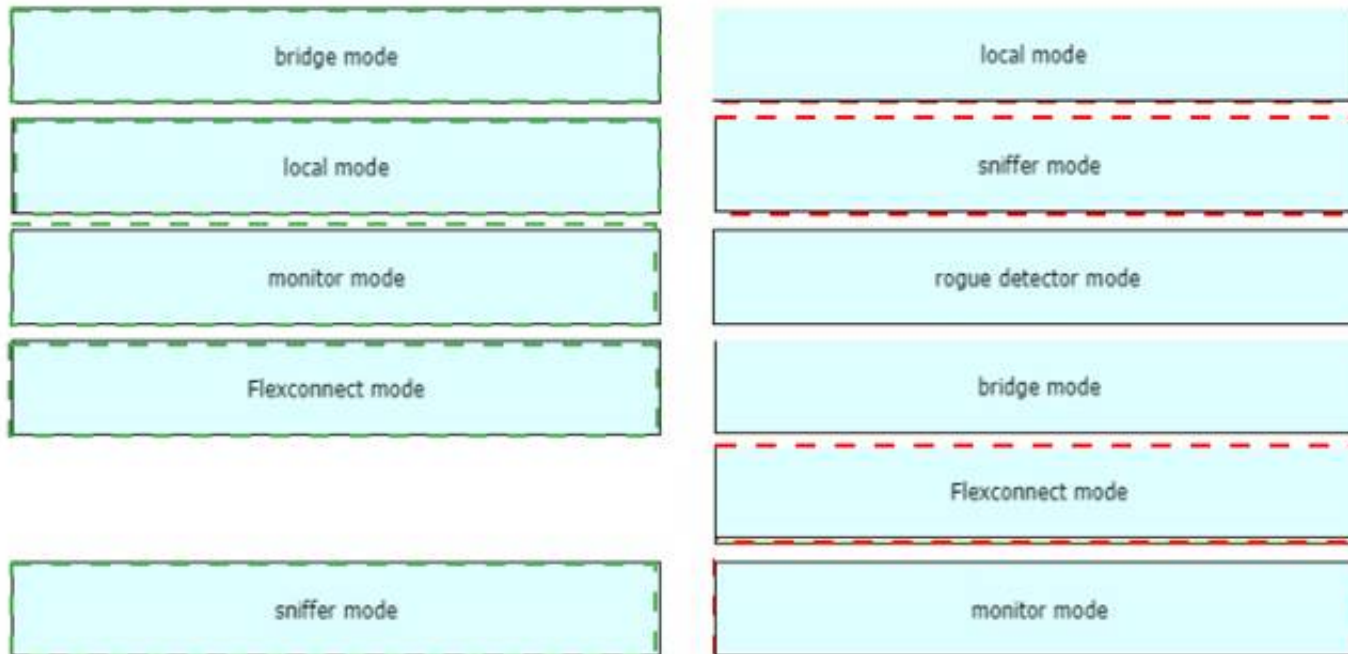 bridge mode
local mode
monitor mode
Flexconnect mode
sniffer mode
local mode
sniffer mode
rogue detector mode
bridge mode
Flexconnect mode
monitor mode